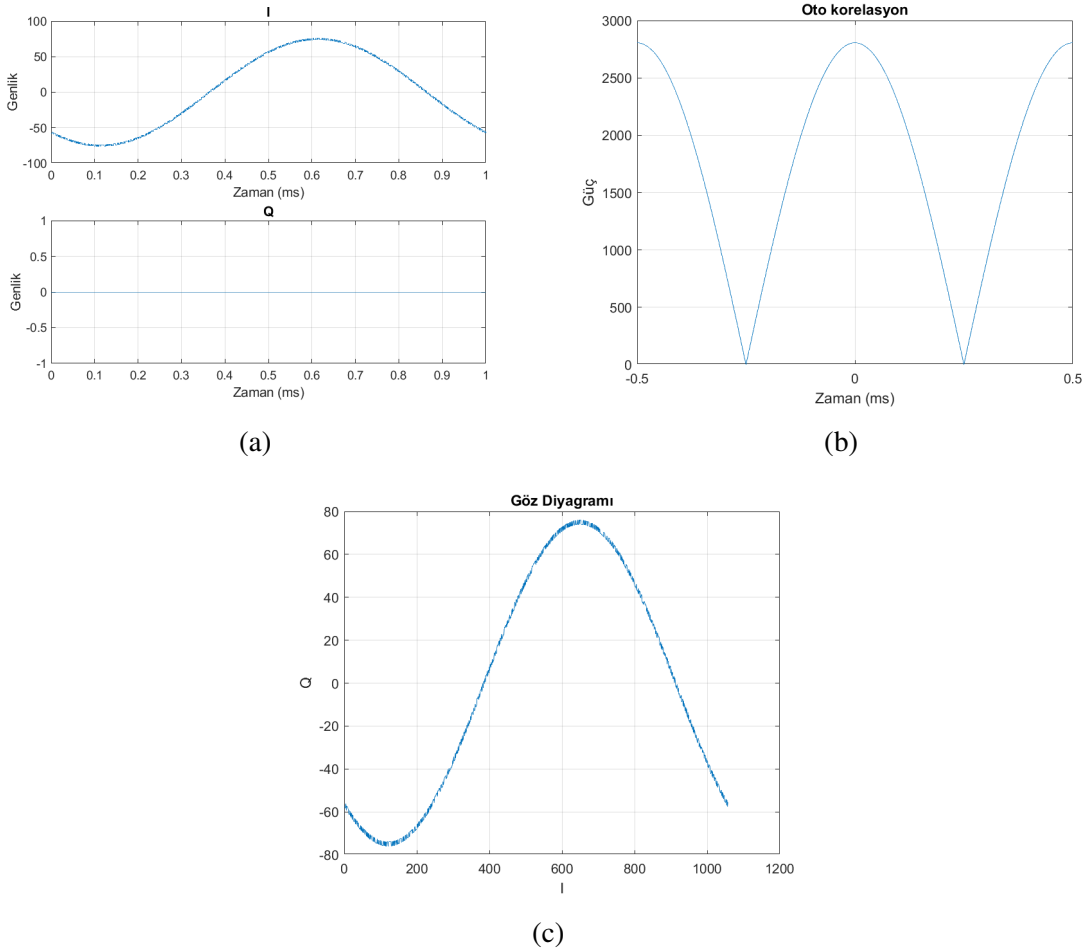 I
Genlik
100
50
0
-50
-100
0 0.1 0.2 0.3 0.4 0.5 0.6 0.7 0.8 0.9 1
Zaman (ms)
Q
Genlik
1
0.5
0
-0.5
-1
0 0.1 0.2 0.3 0.4 0.5 0.6 0.7 0.8 0.9 1
Zaman (ms)
(a)
Oto korelasyon
Güç
3000
2500
2000
1500
1000
500
0
-0.5 0 0.5
Zaman (ms)
(b)
Göz Diyagramı
Q
80
60
40
20
0
-20
-40
-60
-80
0 200 400 600 800 1000 1200
I
(c)